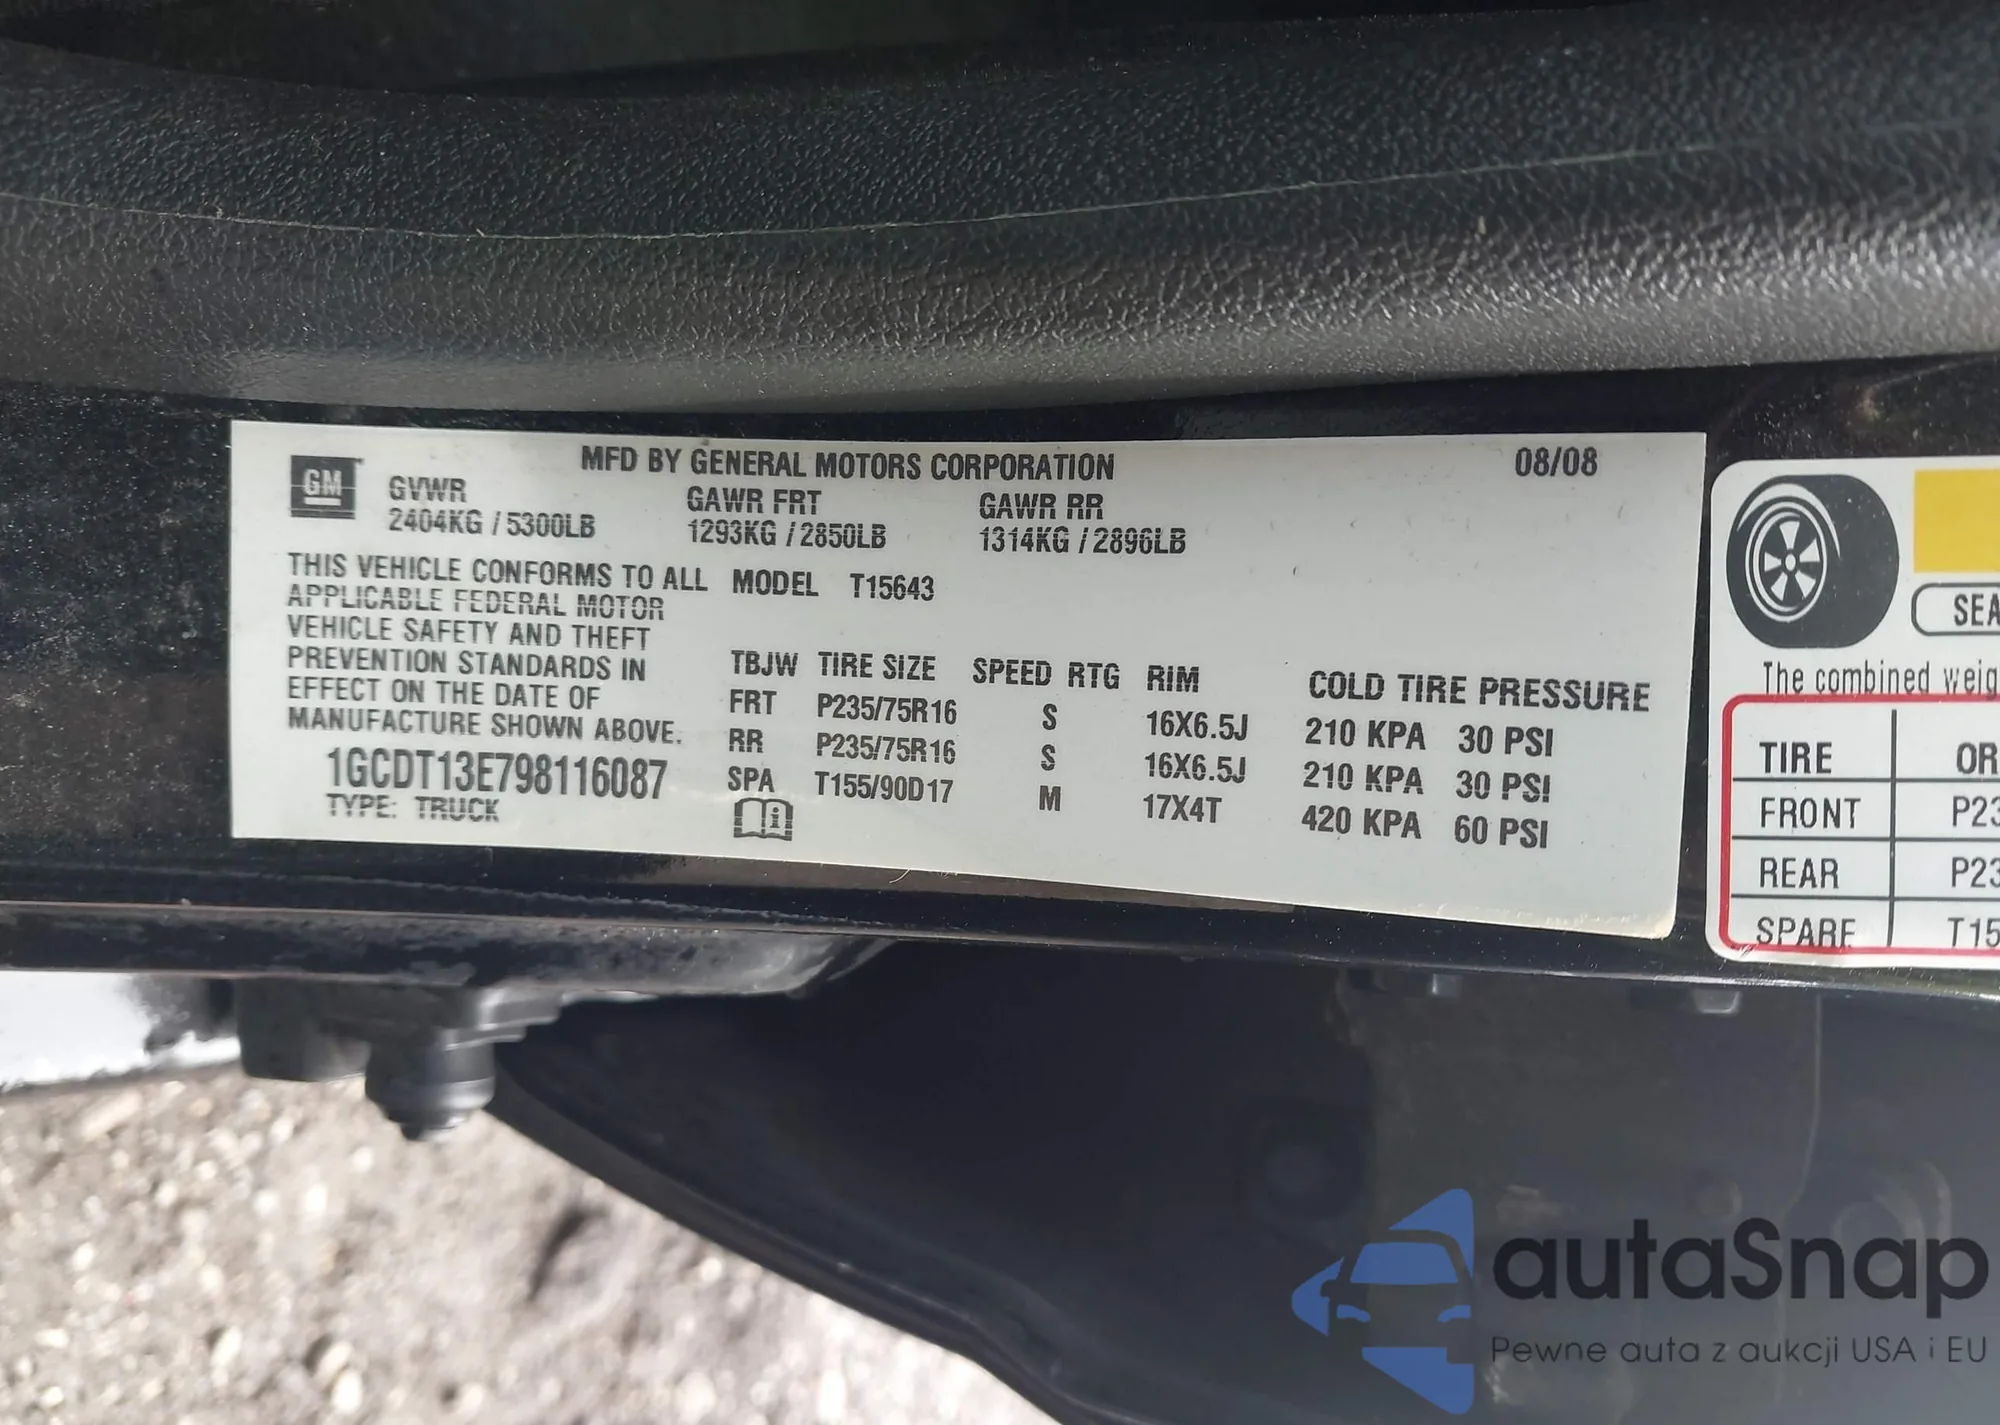 MFD BY GENERAL MOTORS CORPORATION 08/08
GM
GVWR GAWR FRT GAWR RR
2404KG / 5300LB 1293KG / 2850LB 1314KG / 2896LB
THIS VEHICLE CONFORMS TO ALL
APPLICABLE FEDERAL MOTOR
VEHICLE SAFETY AND THEFT
PREVENTION STANDARDS IN
EFFECT ON THE DATE OF
MANUFACTURE SHOWN ABOVE.
1GCDT13E798116087
TYPE: TRUCK
MODEL T15643
TBJW TIRE SIZE SPEED RTG RIM COLD TIRE PRESSURE
FRT P235/75R16 S 16X6.5J 210 KPA 30 PSI
RR P235/75R16 S 16X6.5J 210 KPA 30 PSI
SPA T155/90D17 M 17X4T 420 KPA 60 PSI
SEA
The combined weig
TIRE OR
FRONT P23
REAR P23
SPARE T15
autaSnap
Pewne auta z aukcji USA i EU